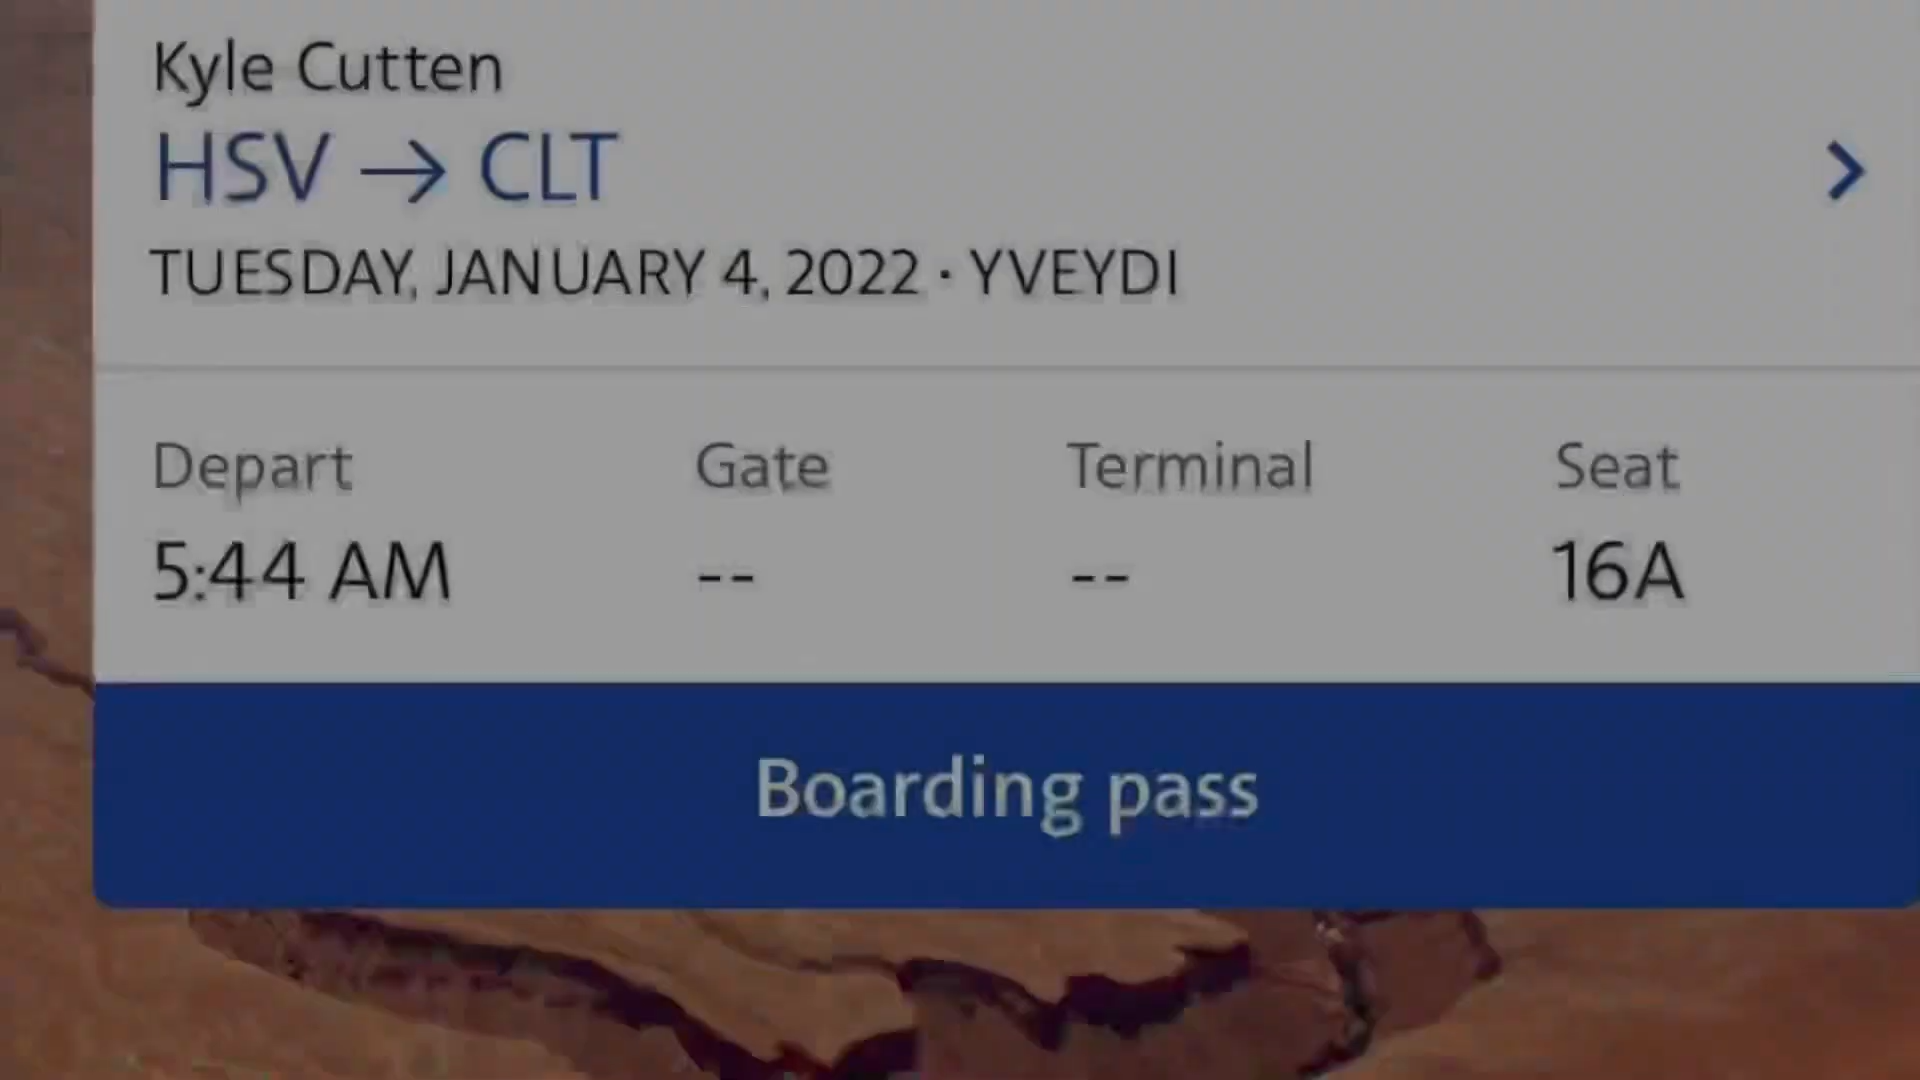 Kyle Cutten
HSV → CLT
TUESDAY, JANUARY 4, 2022 · YVEYDI
Depart Gate Terminal Seat
5:44 AM -- -- 16A
Boarding pass